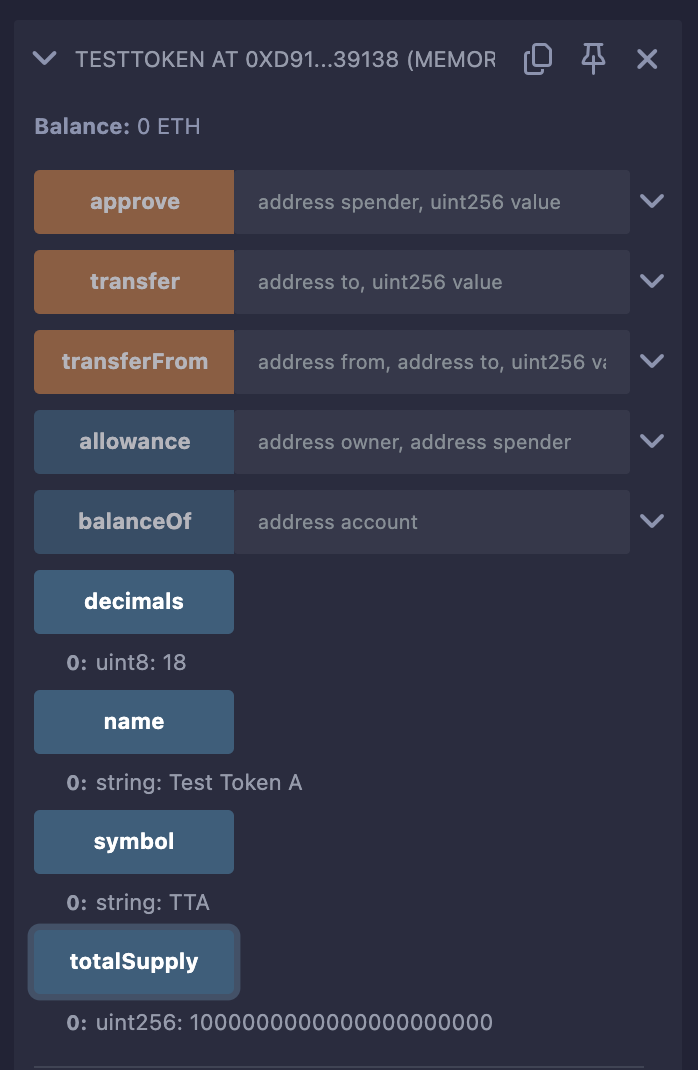 TESTTOKEN AT 0XD91...39138 (MEMOR
Balance: 0 ETH
approve address spender, uint256 value
transfer address to, uint256 value
transferFrom address from, address to, uint256 va
allowance address owner, address spender
balanceOf address account
decimals
0: uint8: 18
name
0: string: Test Token A
symbol
0: string: TTA
totalSupply
0: uint256: 1000000000000000000000